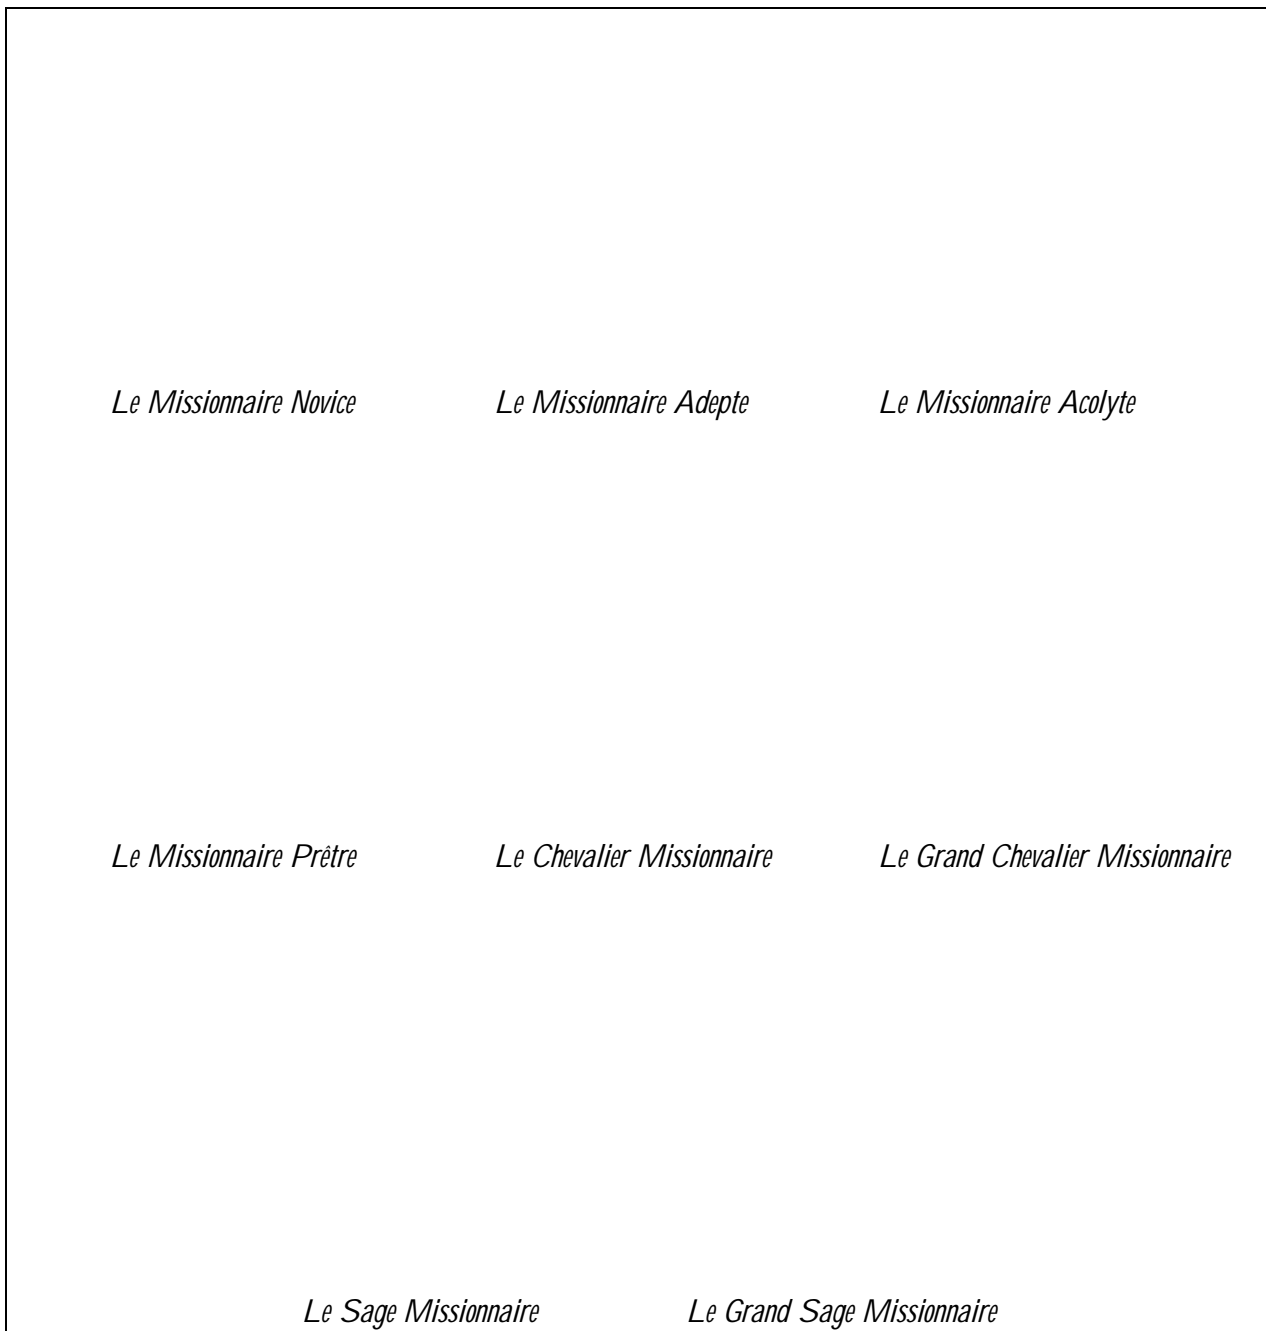 Le Missionnaire Novice Le Missionnaire Adepte Le Missionnaire Acolyte
Le Missionnaire Prêtre Le Chevalier Missionnaire Le Grand Chevalier Missionnaire
Le Sage Missionnaire Le Grand Sage Missionnaire